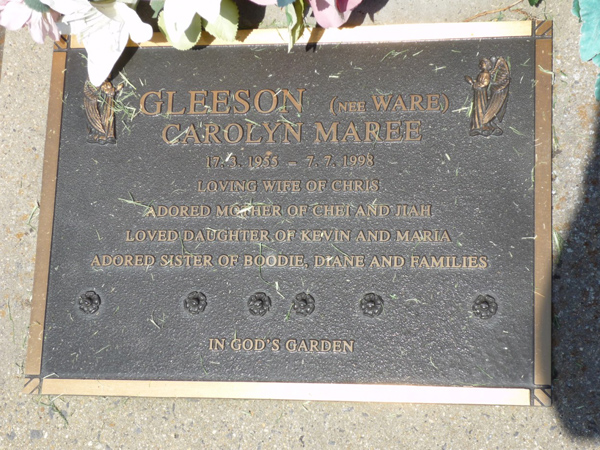 GLEESON (NEE WARE)
CAROLYN MAREE
17. 3. 1955 – 7. 7. 1998
LOVING WIFE OF CHRIS
ADORED MOTHER OF CHEI AND JIAH
LOVED DAUGHTER OF KEVIN AND MARIA
ADORED SISTER OF BOODIE, DIANE AND FAMILIES
IN GOD'S GARDEN